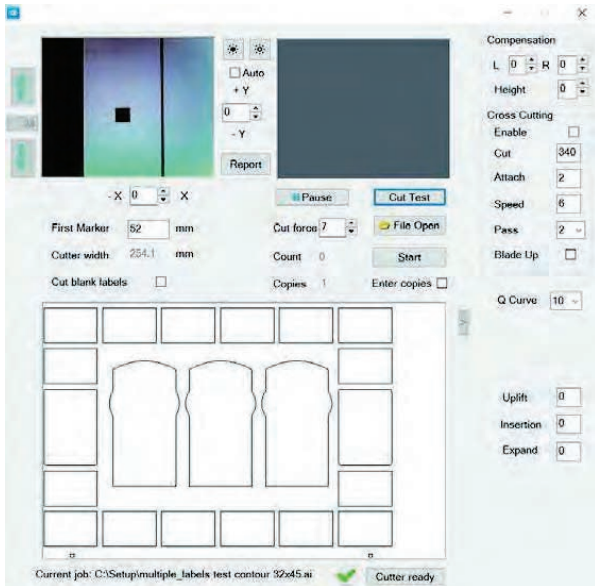 Compensation
L 0 R 0
Height 0
Auto
+ Y
0
- Y
Report
Cross Cutting
Enable
Cut 340
Attach 2
Speed 6
Pass 2
Blade Up
-X 0 X
Pause
Cut Test
First Marker 52 mm
Cut force 7
File Open
Cutter width 254.1 mm
Count 0
Start
Cut blank labels
Copies 1
Enter copies
Q Curve 10
Uplift 0
Insertion 0
Expand 0
Current job: C:\Setup\multiple_labels test contour 32x45.ai
Cutter ready